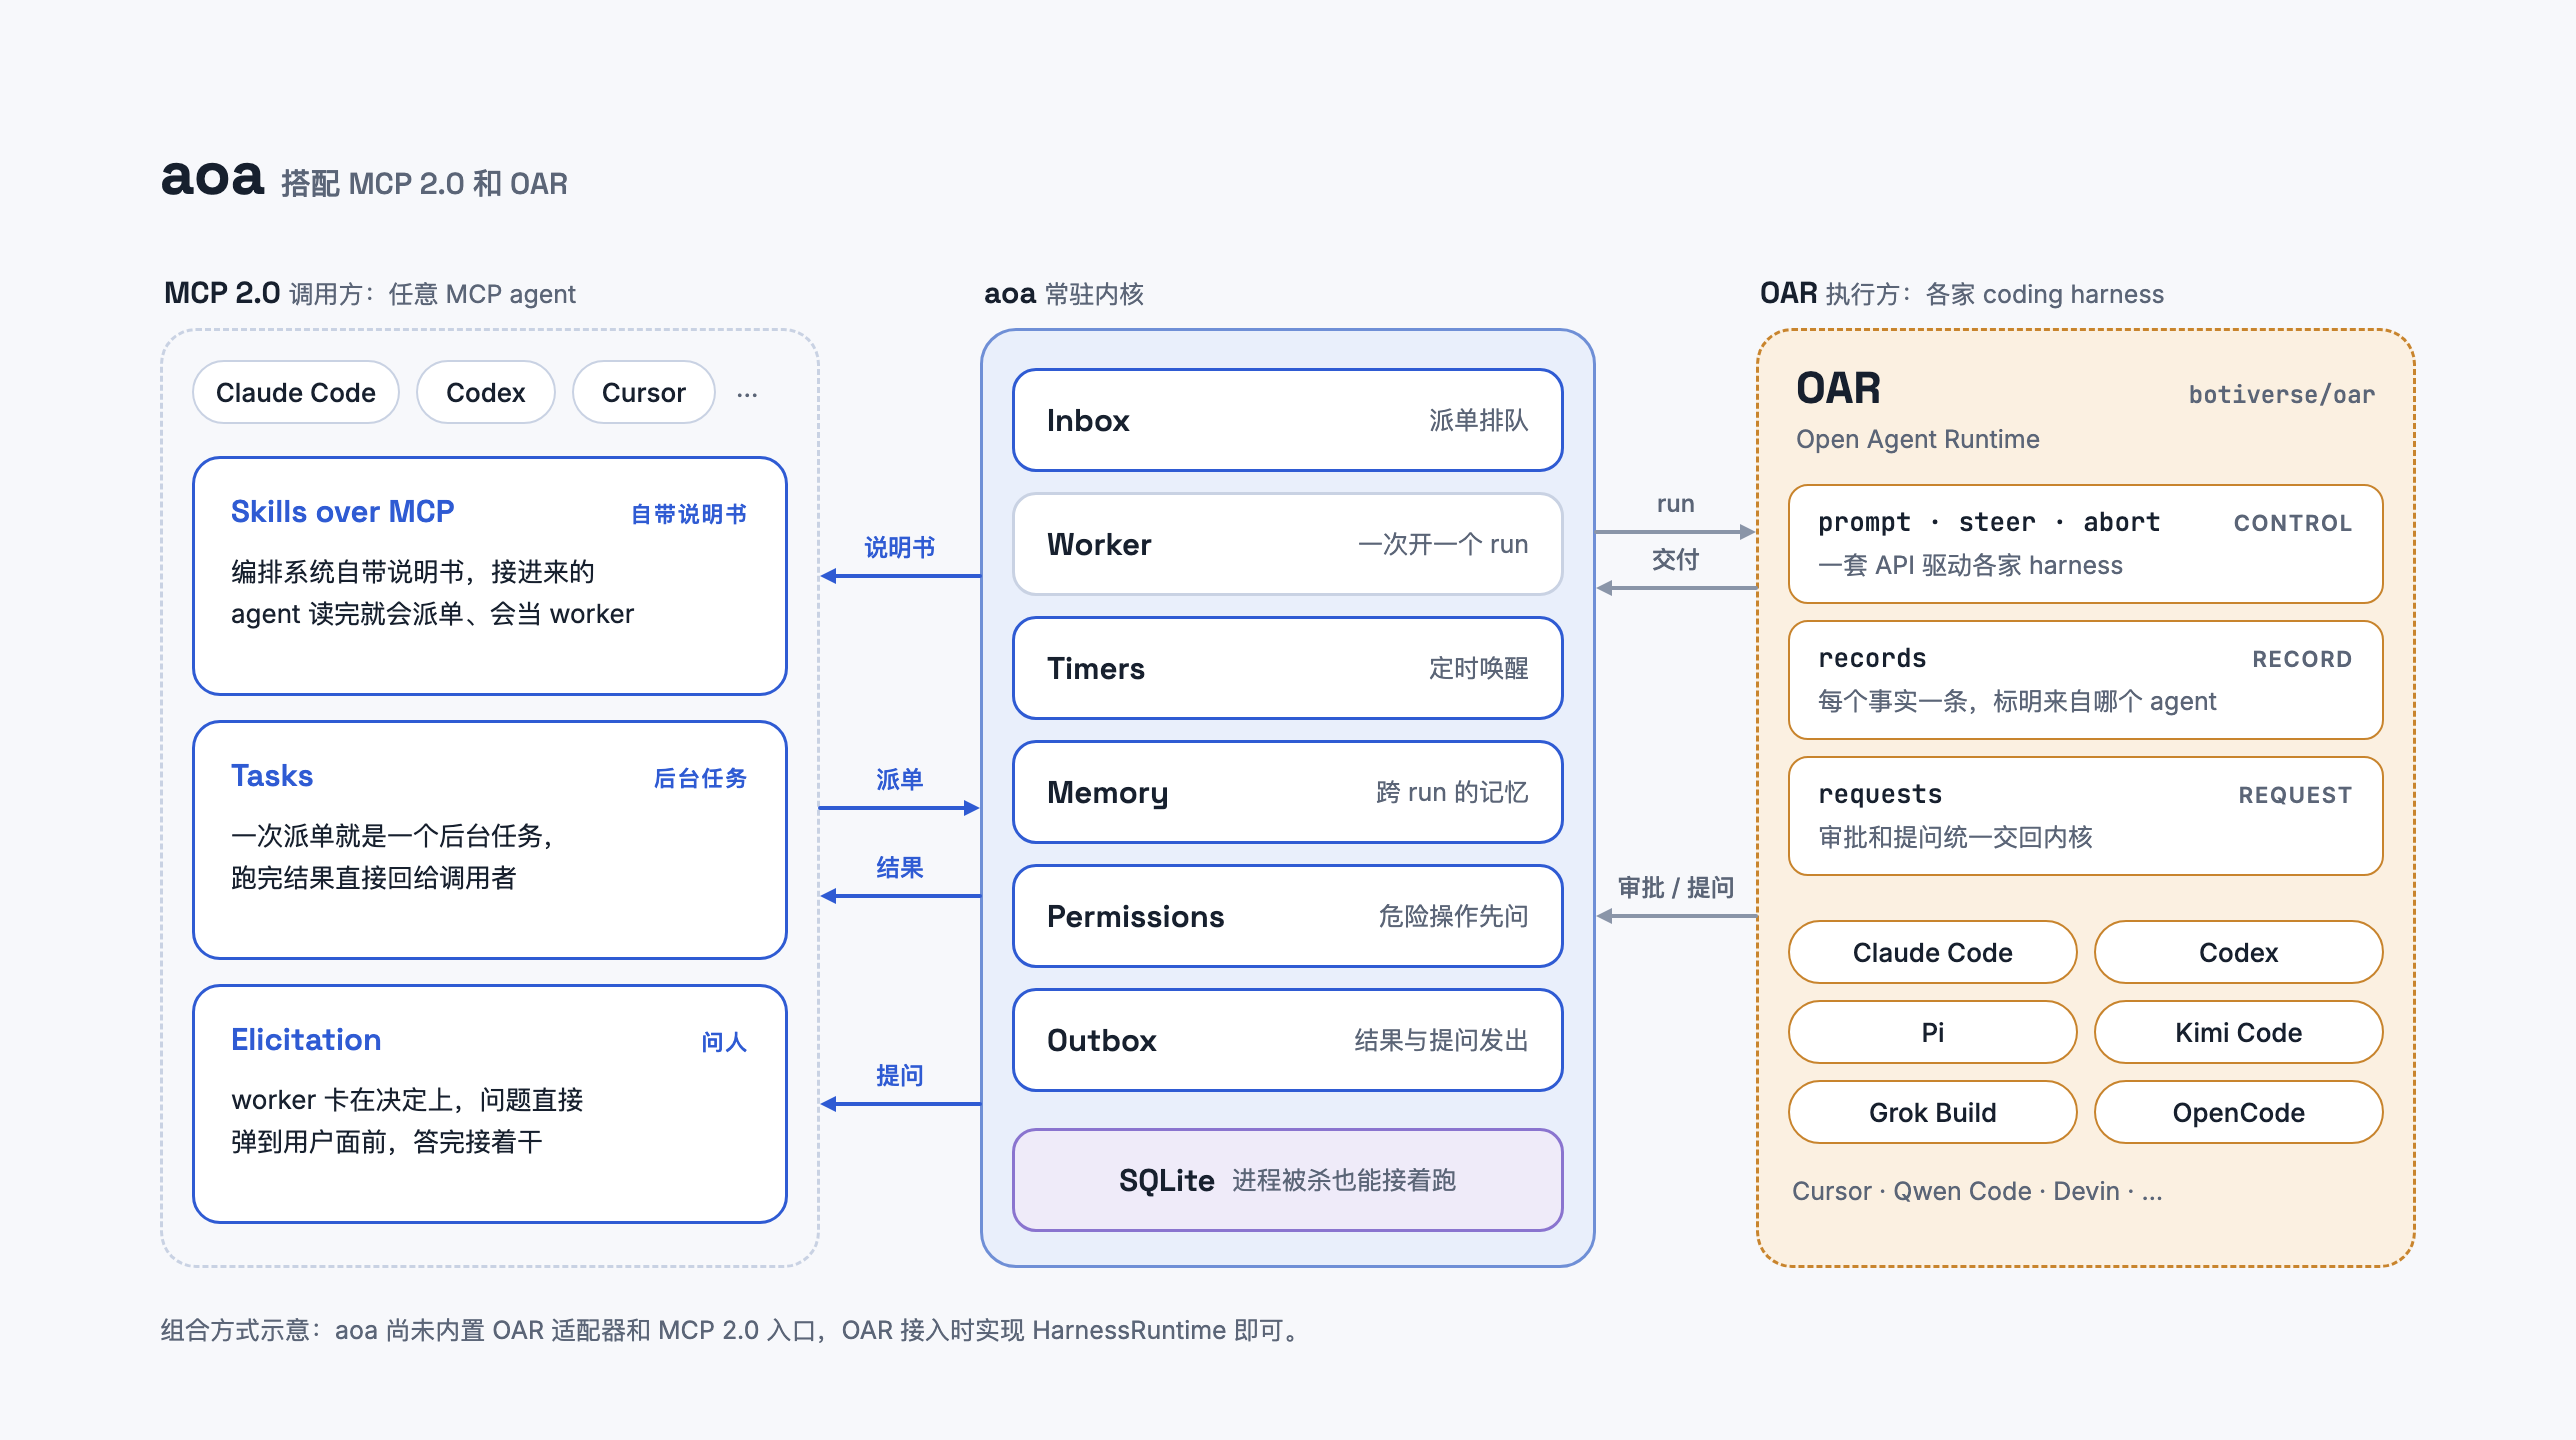 aoa 搭配 MCP 2.0 和 OAR
MCP 2.0 调用方：任意 MCP agent
Claude Code
Codex
Cursor
...
Skills over MCP
自带说明书
编排系统自带说明书，接进来的
agent 读完就会派单、会当 worker
Tasks
后台任务
一次派单就是一个后台任务，
跑完结果直接回给调用者
Elicitation
问人
worker 卡在决定上，问题直接
弹到用户面前，答完接着干
说明书
派单
结果
提问
aoa 常驻内核
Inbox
派单排队
Worker
一次开一个 run
Timers
定时唤醒
Memory
跨 run 的记忆
Permissions
危险操作先问
Outbox
结果与提问发出
SQLite 进程被杀也能接着跑
run
交付
审批 / 提问
OAR 执行方：各家 coding harness
OAR
botiverse/oar
Open Agent Runtime
prompt · steer · abort
CONTROL
一套 API 驱动各家 harness
records
RECORD
每个事实一条，标明来自哪个 agent
requests
REQUEST
审批和提问统一交回内核
Claude Code
Codex
Pi
Kimi Code
Grok Build
OpenCode
Cursor · Qwen Code · Devin · ...
组合方式示意：aoa 尚未内置 OAR 适配器和 MCP 2.0 入口，OAR 接入时实现 HarnessRuntime 即可。